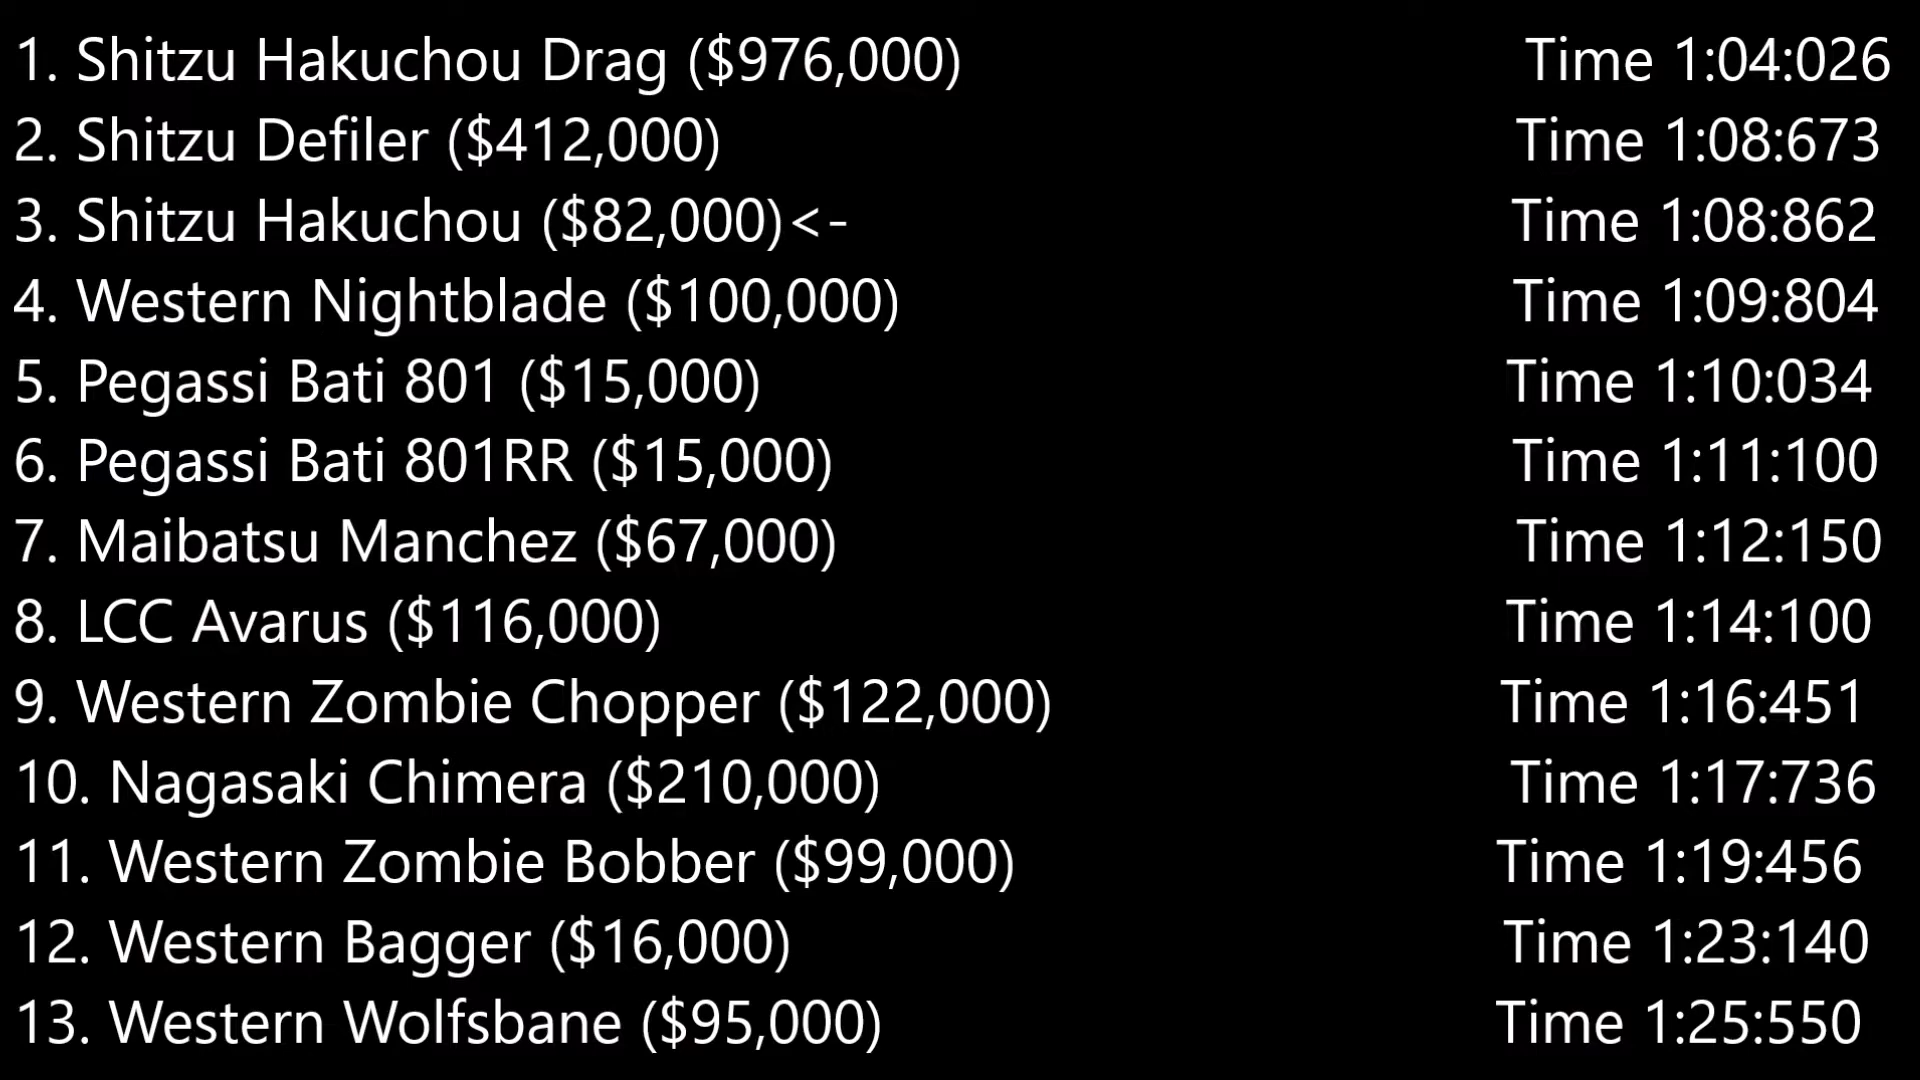 1. Shitzu Hakuchou Drag ($976,000) Time 1:04:026
2. Shitzu Defiler ($412,000) Time 1:08:673
3. Shitzu Hakuchou ($82,000)<- Time 1:08:862
4. Western Nightblade ($100,000) Time 1:09:804
5. Pegassi Bati 801 ($15,000) Time 1:10:034
6. Pegassi Bati 801RR ($15,000) Time 1:11:100
7. Maibatsu Manchez ($67,000) Time 1:12:150
8. LCC Avarus ($116,000) Time 1:14:100
9. Western Zombie Chopper ($122,000) Time 1:16:451
10. Nagasaki Chimera ($210,000) Time 1:17:736
11. Western Zombie Bobber ($99,000) Time 1:19:456
12. Western Bagger ($16,000) Time 1:23:140
13. Western Wolfsbane ($95,000) Time 1:25:550